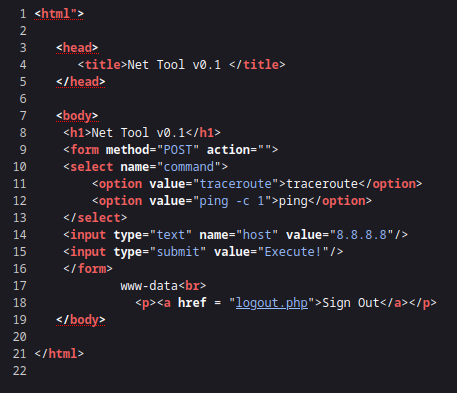 1 <html">
2
3 <head>
4 <title>Net Tool v0.1 </title>
5 </head>
6
7 <body>
8 <h1>Net Tool v0.1</h1>
9 <form method="POST" action="">
10 <select name="command">
11 <option value="traceroute">traceroute</option>
12 <option value="ping -c 1">ping</option>
13 </select>
14 <input type="text" name="host" value="8.8.8.8"/>
15 <input type="submit" value="Execute!"/>
16 </form>
17 www-data<br>
18 <p><a href = "logout.php">Sign Out</a></p>
19 </body>
20
21 </html>
22